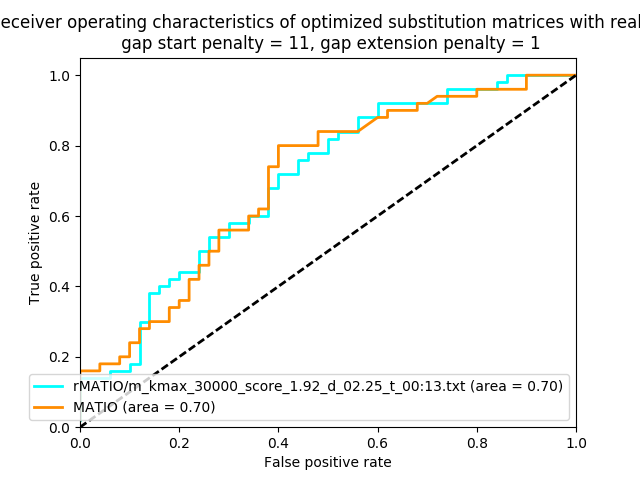 eceiver operating characteristics of optimized substitution matrices with real
gap start penalty = 11, gap extension penalty = 1
1.0
0.8
0.6
0.4
0.2
0.0
True positive rate
rMATIO/m_kmax_30000_score_1.92_d_02.25_t_00:13.txt (area = 0.70)
MATIO (area = 0.70)
0.0 0.2 0.4 0.6 0.8 1.0
False positive rate